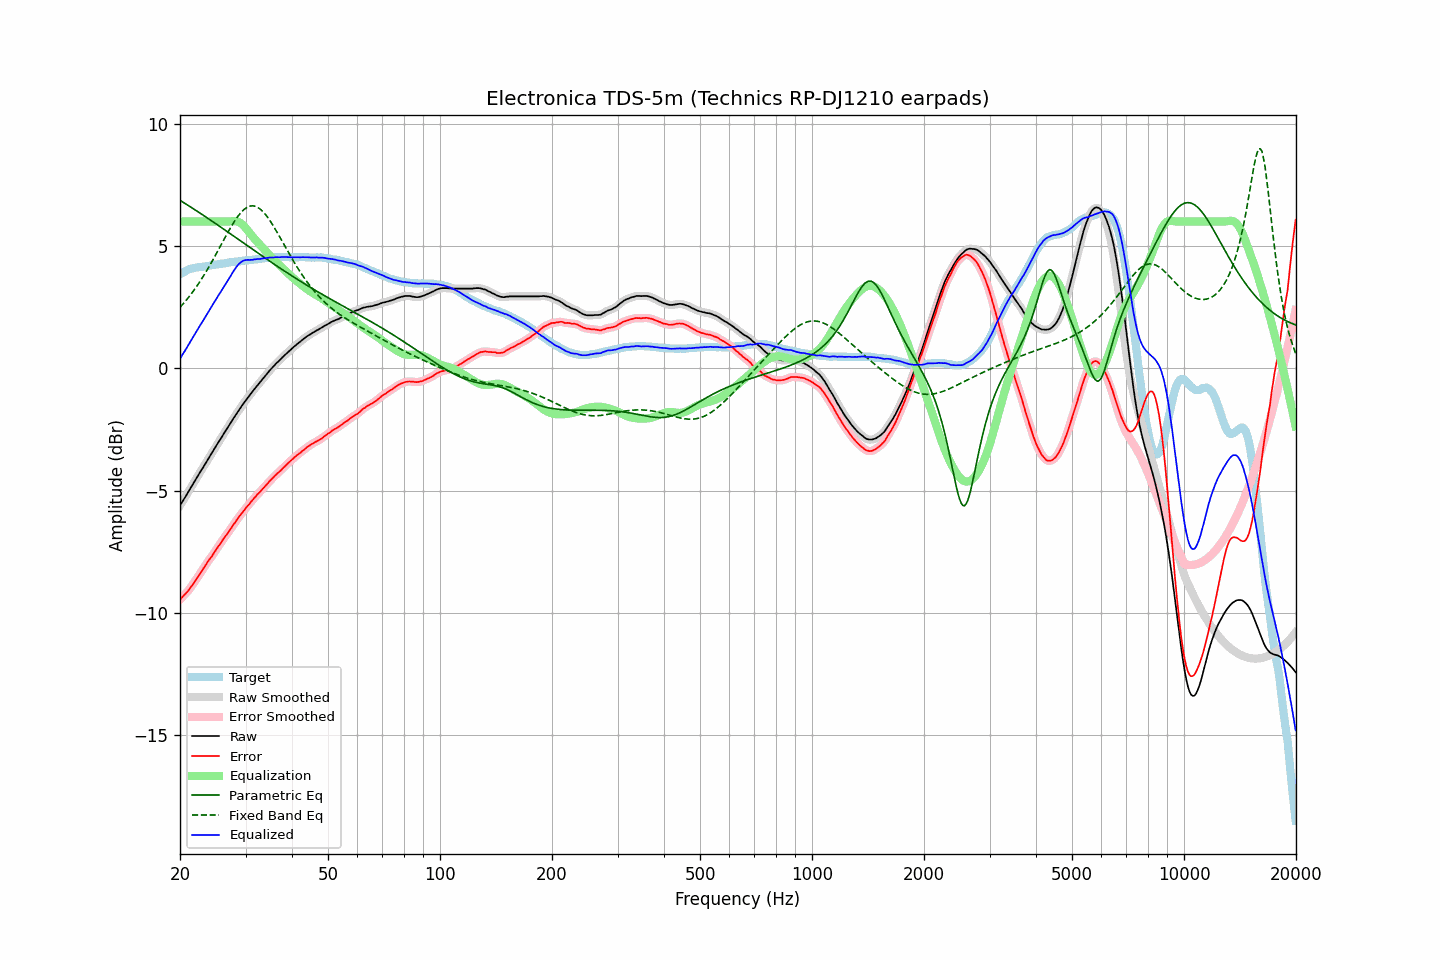 Electronica TDS-5m (Technics RP-DJ1210 earpads)
10
5
0
−5
−10
−15
Amplitude (dBr)
Target
Raw Smoothed
Error Smoothed
Raw
Error
Equalization
Parametric Eq
Fixed Band Eq
Equalized
20 50 100 200 500 1000 2000 5000 10000 20000
Frequency (Hz)